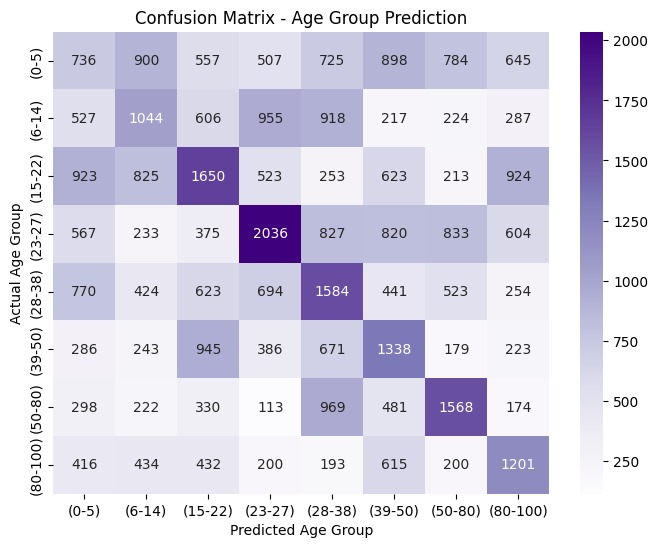 Confusion Matrix - Age Group Prediction
Actual Age Group
(0-5) 736 900 557 507 725 898 784 645
(6-14) 527 1044 606 955 918 217 224 287
(15-22) 923 825 1650 523 253 623 213 924
(23-27) 567 233 375 2036 827 820 833 604
(28-38) 770 424 623 694 1584 441 523 254
(39-50) 286 243 945 386 671 1338 179 223
(50-80) 298 222 330 113 969 481 1568 174
(80-100) 416 434 432 200 193 615 200 1201
(0-5) (6-14) (15-22) (23-27) (28-38) (39-50) (50-80) (80-100)
Predicted Age Group
2000
1750
1500
1250
1000
750
500
250